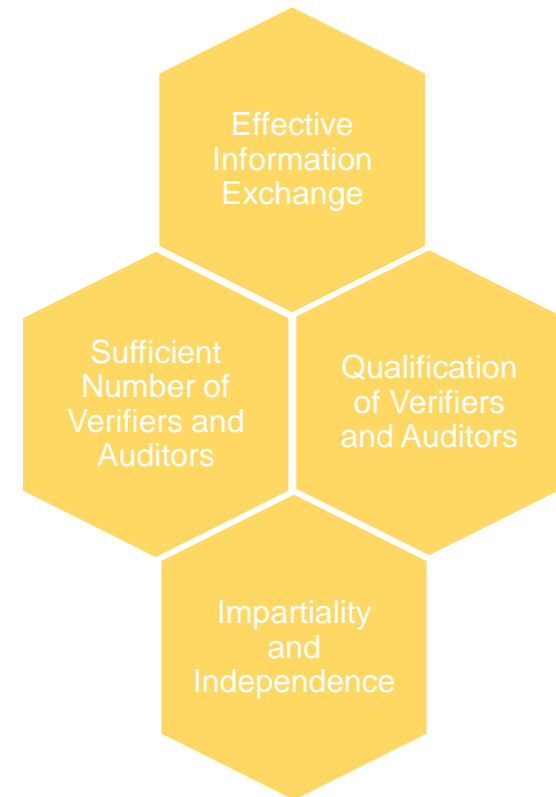 Effective
Information
Exchange
Sufficient
Number of
Verifiers and
Auditors
Qualification
of Verifiers
and Auditors
Impartiality
and
Independence